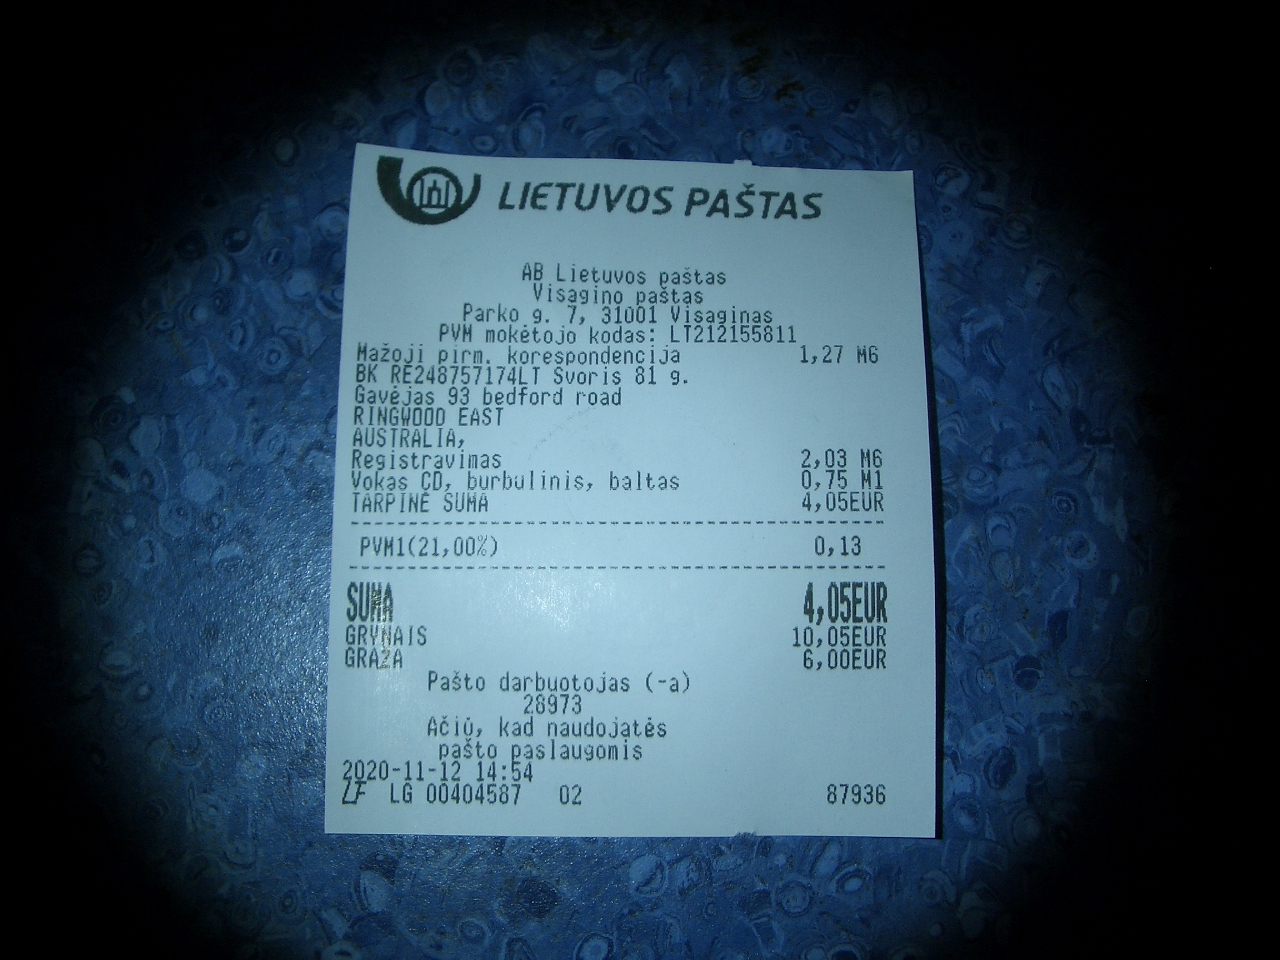 LIETUVOS PAŠTAS
AB Lietuvos paštas
Visagino paštas
Parko g. 7, 31001 Visaginas
PVM mokėtojo kodas: LT212155811
Mažoji pirm. korespondencija 1,27 M6
BK RE248757174LT Svoris 81 g.
Gavėjas 93 bedford road
RINGWOOD EAST
AUSTRALIA,
Registravimas 2,03 M6
Vokas CD, burbulinis, baltas 0,75 M1
TARPINĖ SUMA 4,05EUR
PVM1(21,00%) 0,13
SUMA 4,05EUR
GRYNAIS 10,05EUR
GRĄŽA 6,00EUR
Pašto darbuotojas (-a)
28973
Ačiū, kad naudojatės
pašto paslaugomis
2020-11-12 14:54
LF LG 00404587 02 87936